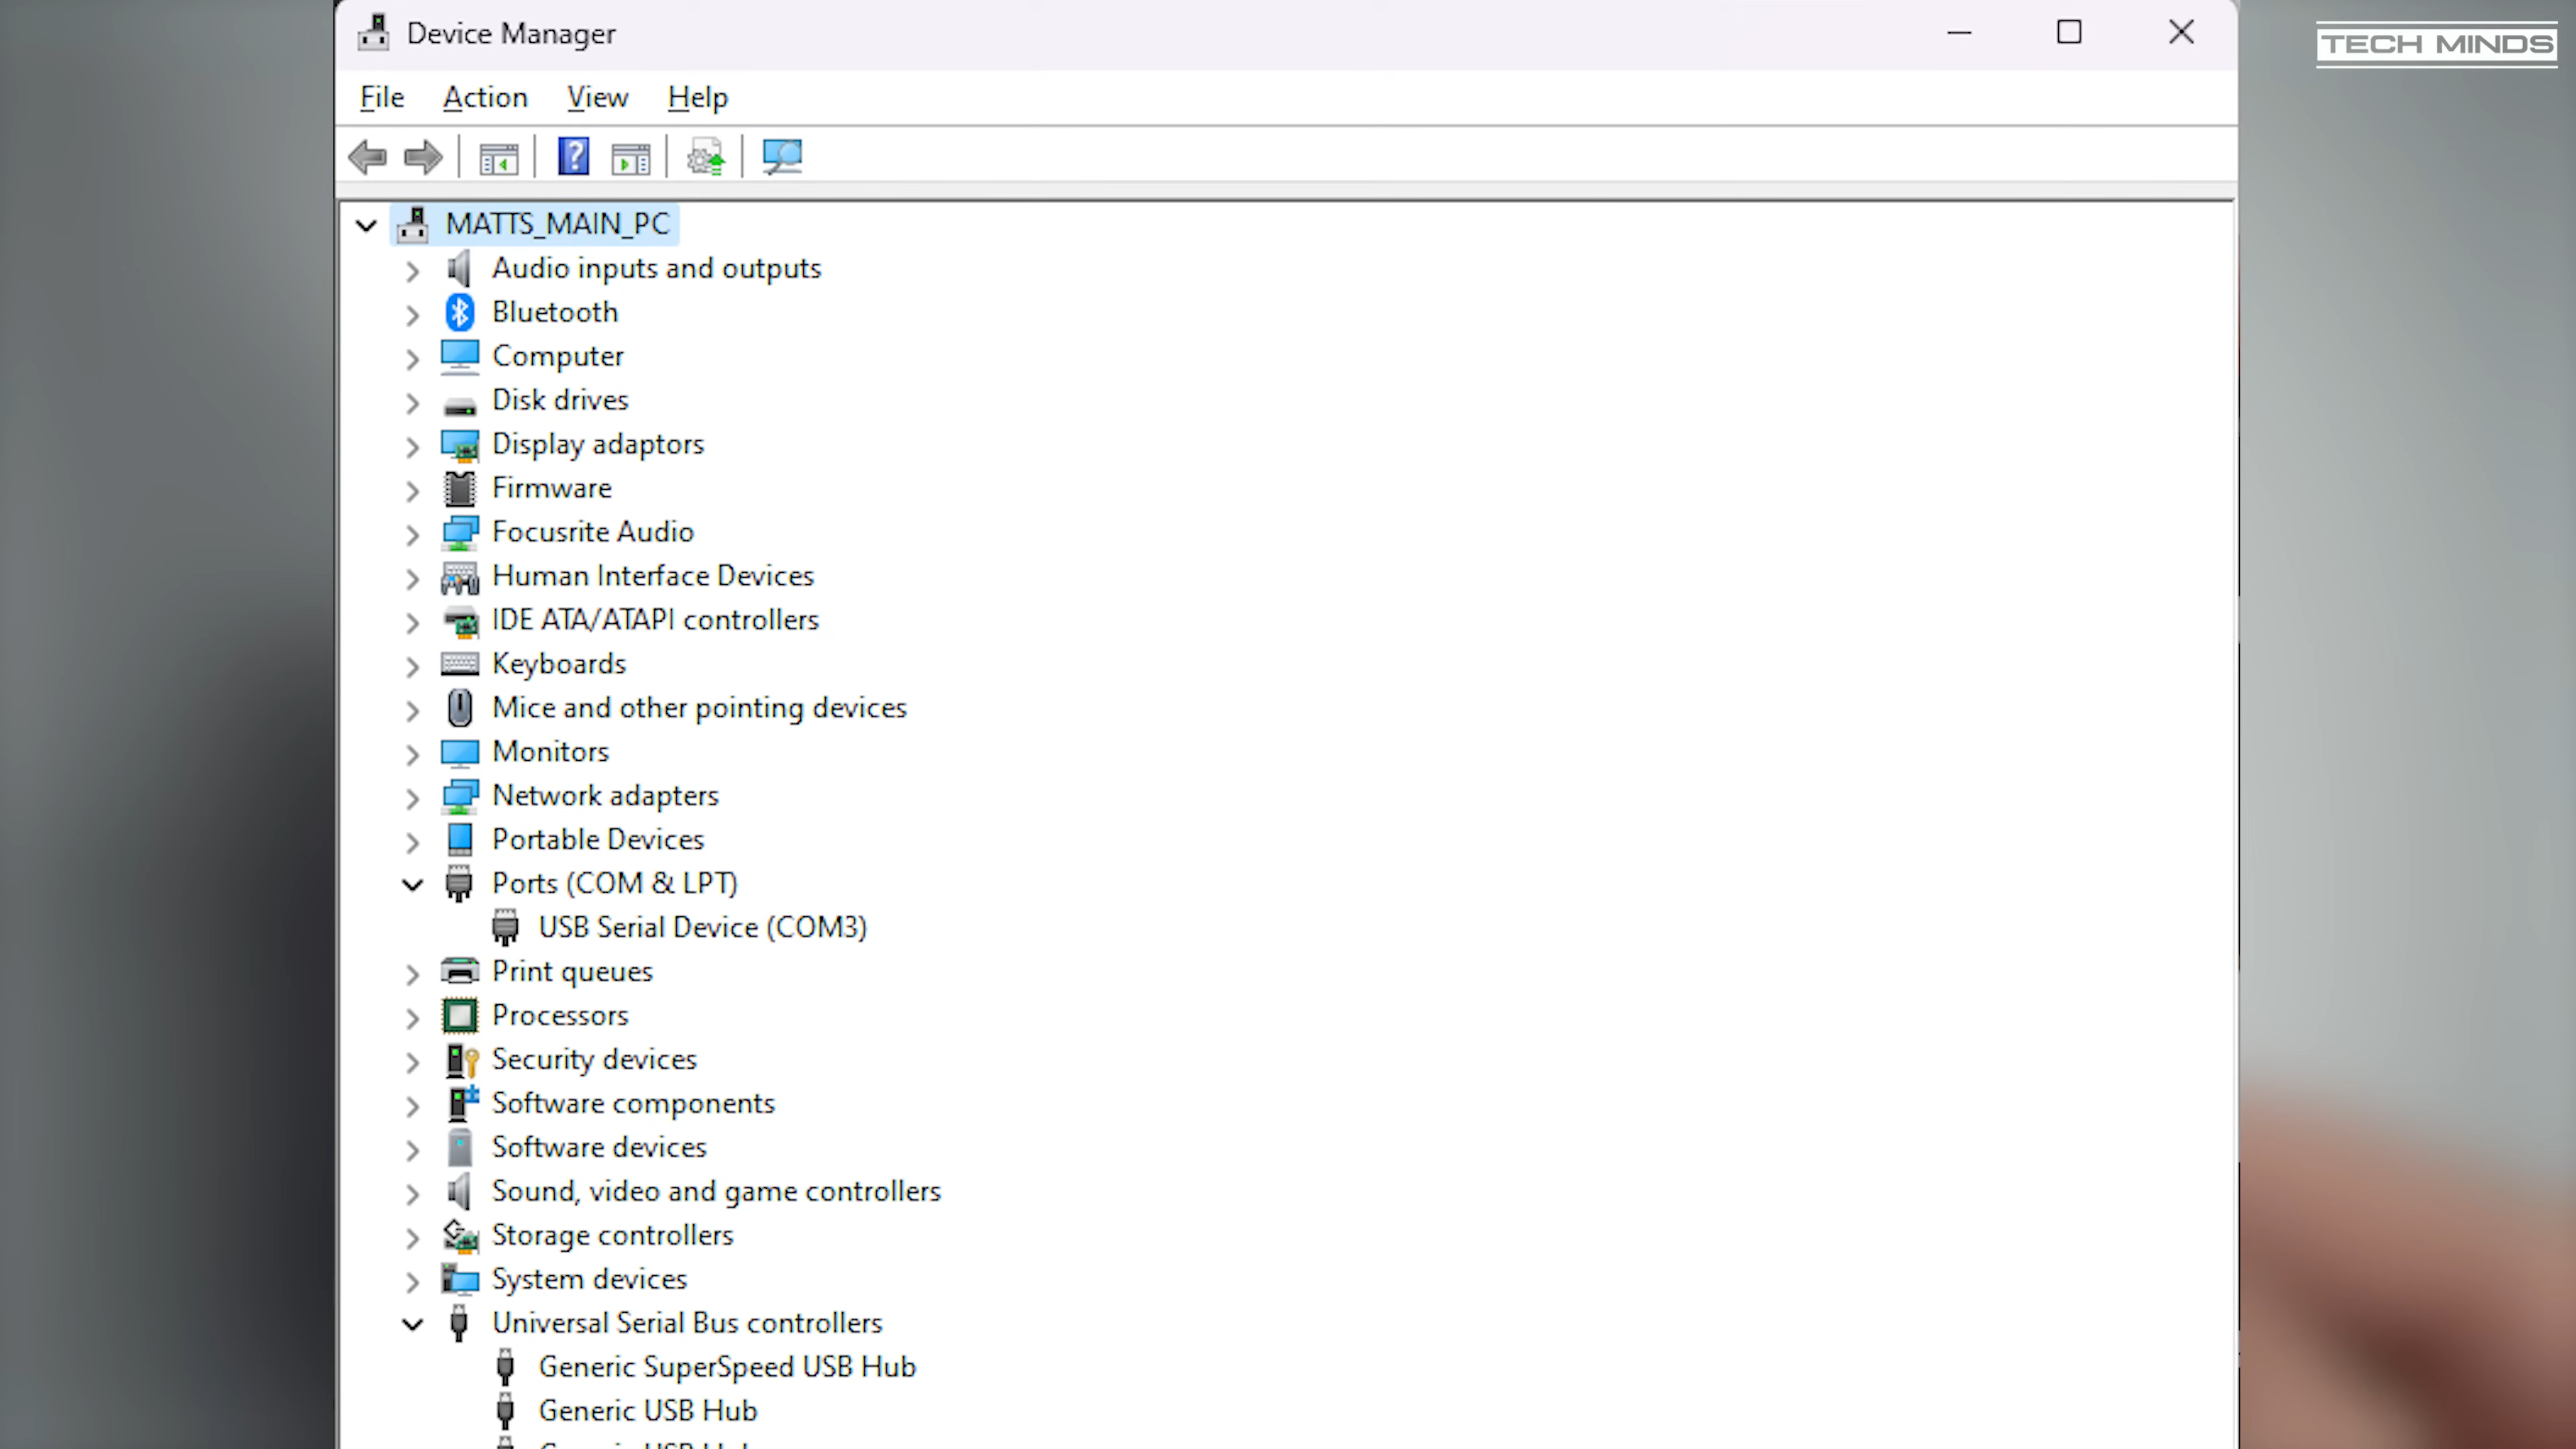 Device Manager
TECH MINDS
File Action View Help
MATTS_MAIN_PC
Audio inputs and outputs
Bluetooth
Computer
Disk drives
Display adaptors
Firmware
Focusrite Audio
Human Interface Devices
IDE ATA/ATAPI controllers
Keyboards
Mice and other pointing devices
Monitors
Network adapters
Portable Devices
Ports (COM & LPT)
USB Serial Device (COM3)
Print queues
Processors
Security devices
Software components
Software devices
Sound, video and game controllers
Storage controllers
System devices
Universal Serial Bus controllers
Generic SuperSpeed USB Hub
Generic USB Hub